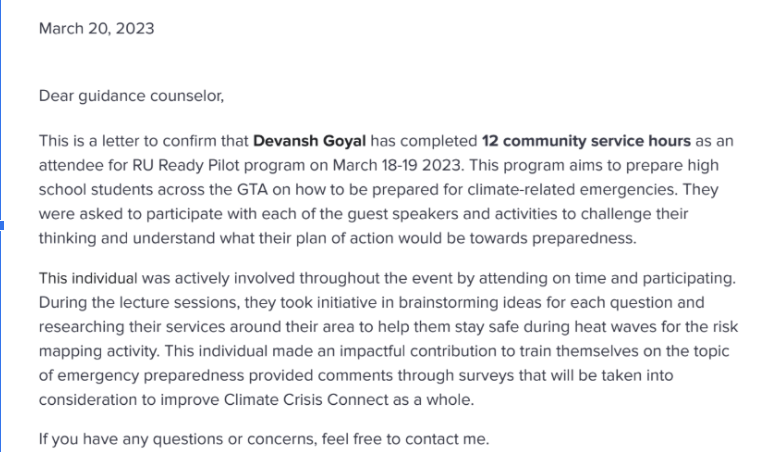 March 20, 2023
Dear guidance counselor,
This is a letter to confirm that Devansh Goyal has completed 12 community service hours as an
attendee for RU Ready Pilot program on March 18-19 2023. This program aims to prepare high
school students across the GTA on how to be prepared for climate-related emergencies. They
were asked to participate with each of the guest speakers and activities to challenge their
thinking and understand what their plan of action would be towards preparedness.
This individual was actively involved throughout the event by attending on time and participating.
During the lecture sessions, they took initiative in brainstorming ideas for each question and
researching their services around their area to help them stay safe during heat waves for the risk
mapping activity. This individual made an impactful contribution to train themselves on the topic
of emergency preparedness provided comments through surveys that will be taken into
consideration to improve Climate Crisis Connect as a whole.
If you have any questions or concerns, feel free to contact me.